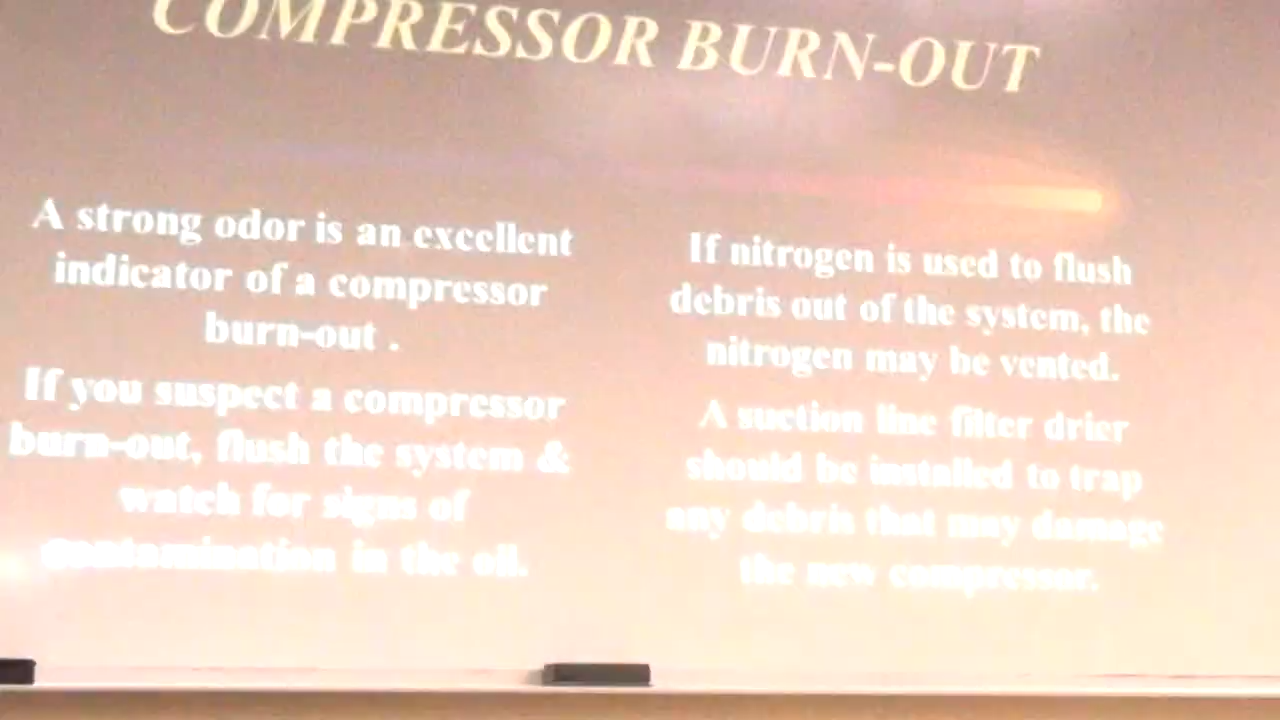 COMPRESSOR BURN-OUT
A strong odor is an excellent
indicator of a compressor
burn-out .
If you suspect a compressor
burn-out, flush the system &
watch for signs of
contamination in the oil.
If nitrogen is used to flush
debris out of the system, the
nitrogen may be vented.
A suction line filter drier
should be installed to trap
any debris that may damage
the new compressor.